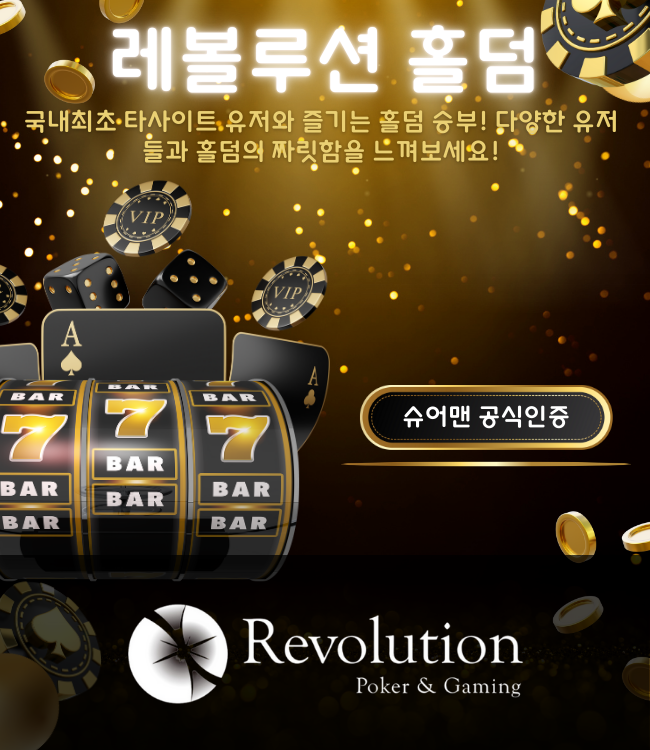 레볼루션 홀덤
국내최초 타사이트 유저와 즐기는 홀덤 승부! 다양한 유저
들과 홀덤의 짜릿함을 느껴보세요!
VIP
VIP
A
A
BAR BAR BAR
7 7 7
BAR BAR BAR
BAR BAR BAR
슈어맨 공식인증
Revolution
Poker & Gaming